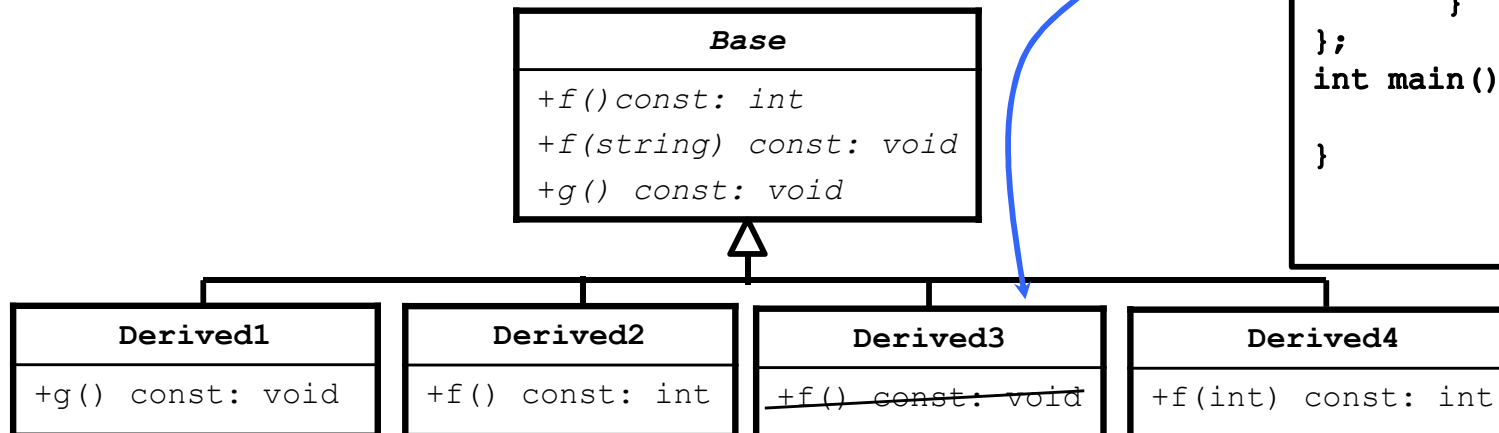 }
};
int main()
}
Base
+f()const: int
+f(string) const: void
+g() const: void
Derived1
+g() const: void
Derived2
+f() const: int
Derived3
+f() const: void
Derived4
+f(int) const: int